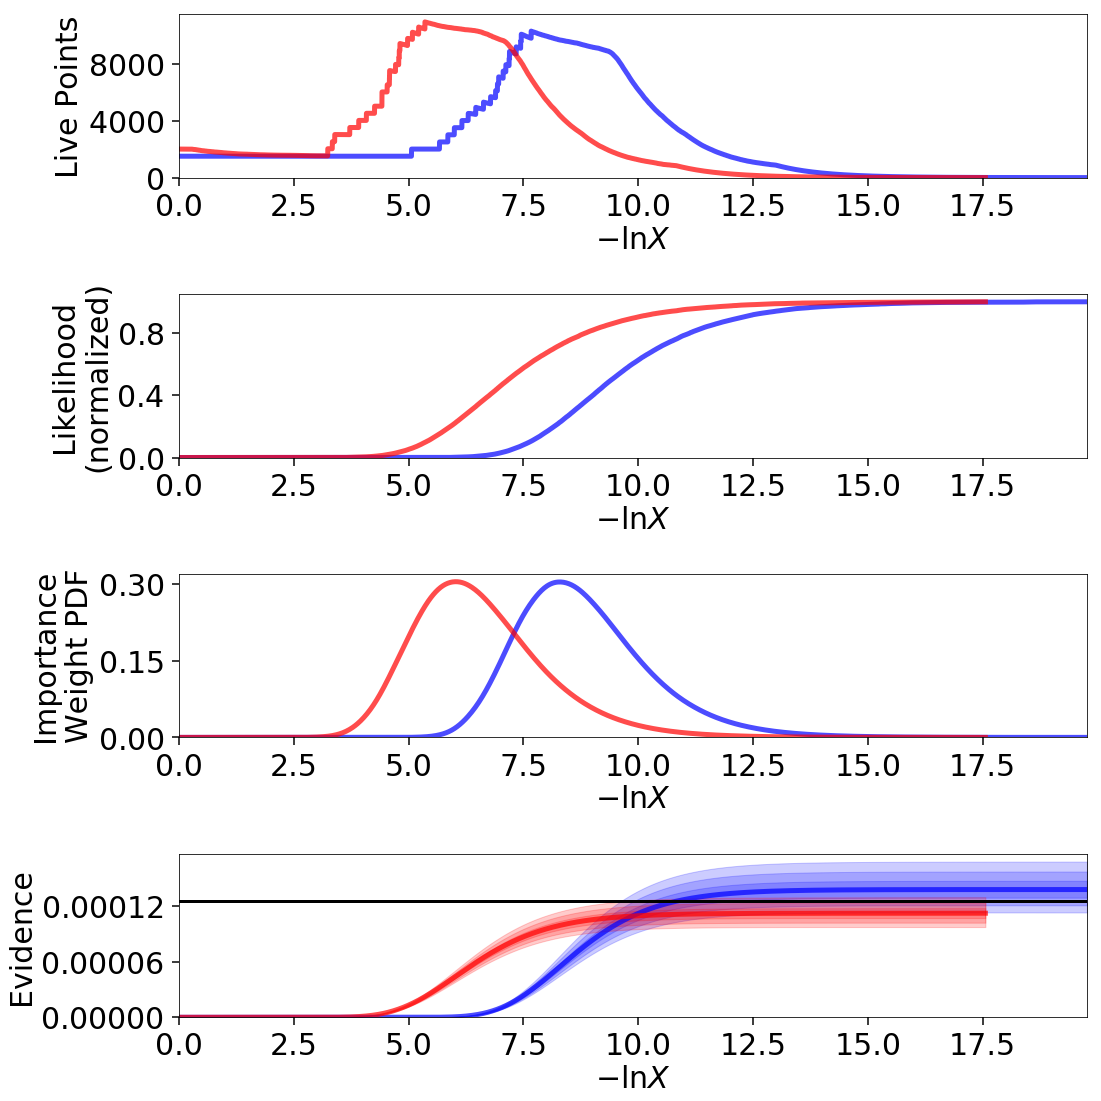 Live Points
8000
4000
0
0.0 2.5 5.0 7.5 10.0 12.5 15.0 17.5
−lnX
Likelihood
(normalized)
0.8
0.4
0.0
0.0 2.5 5.0 7.5 10.0 12.5 15.0 17.5
−lnX
Importance
Weight PDF
0.30
0.15
0.00
0.0 2.5 5.0 7.5 10.0 12.5 15.0 17.5
−lnX
Evidence
0.00012
0.00006
0.00000
0.0 2.5 5.0 7.5 10.0 12.5 15.0 17.5
−lnX